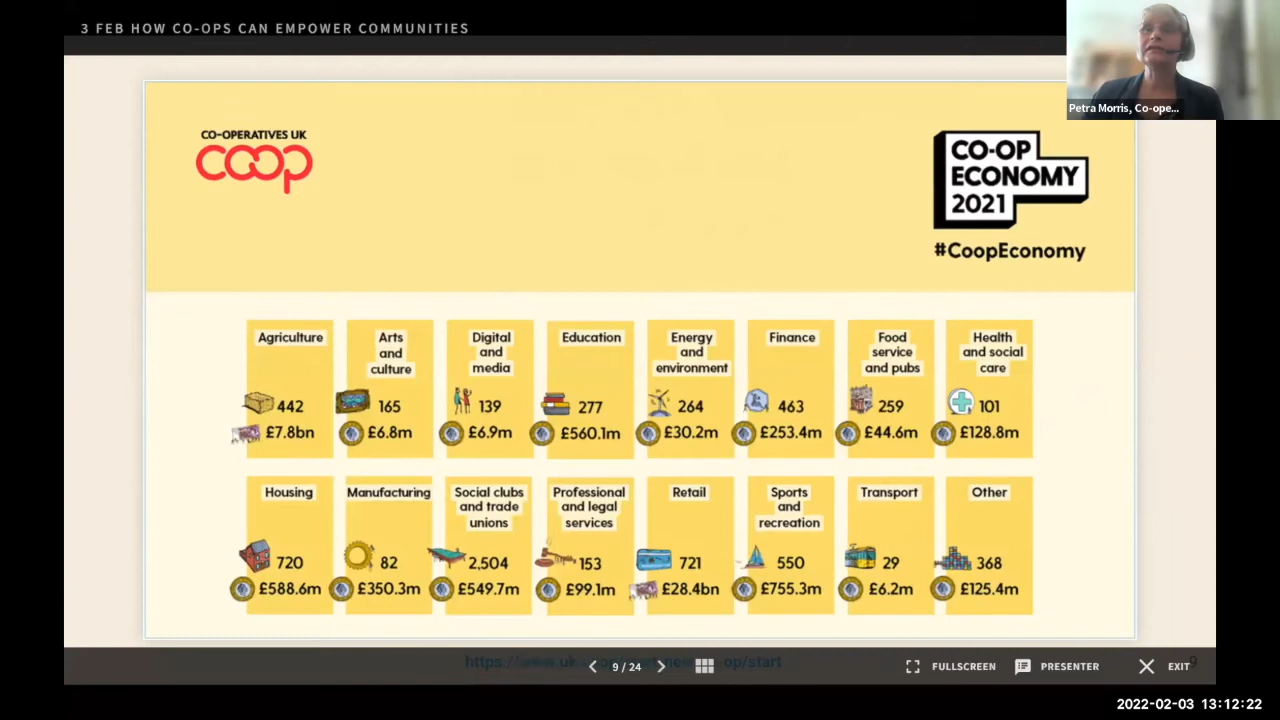 3 FEB HOW CO-OPS CAN EMPOWER COMMUNITIES
Petra Morris, Co-ope...
CO-OPERATIVES UK
coop
CO-OP
ECONOMY
2021
#CoopEconomy
Agriculture
442
£7.8bn
Arts
and
culture
165
£6.8m
Digital
and
media
139
£6.9m
Education
277
£560.1m
Energy
and
environment
264
£30.2m
Finance
463
£253.4m
Food
service
and pubs
259
£44.6m
Health
and social
care
101
£128.8m
Housing
720
£588.6m
Manufacturing
82
£350.3m
Social clubs
and trade
unions
2,504
£549.7m
Professional
and legal
services
153
£99.1m
Retail
721
£28.4bn
Sports
and
recreation
550
£755.3m
Transport
29
£6.2m
Other
368
£125.4m
9 / 24
FULLSCREEN
PRESENTER
EXIT
9
2022-02-03 13:12:22